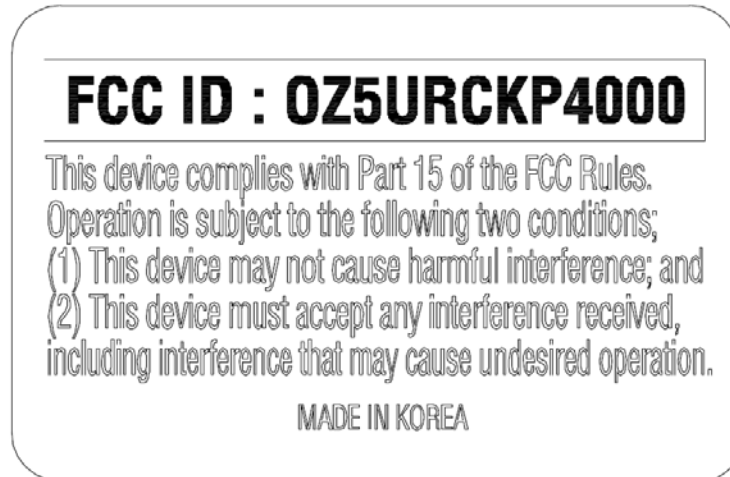 FCC ID : OZ5URCKP4000
This device complies with Part 15 of the FCC Rules.
Operation is subject to the following two conditions;
(1) This device may not cause harmful interference; and
(2) This device must accept any interference received,
including interference that may cause undesired operation.
MADE IN KOREA